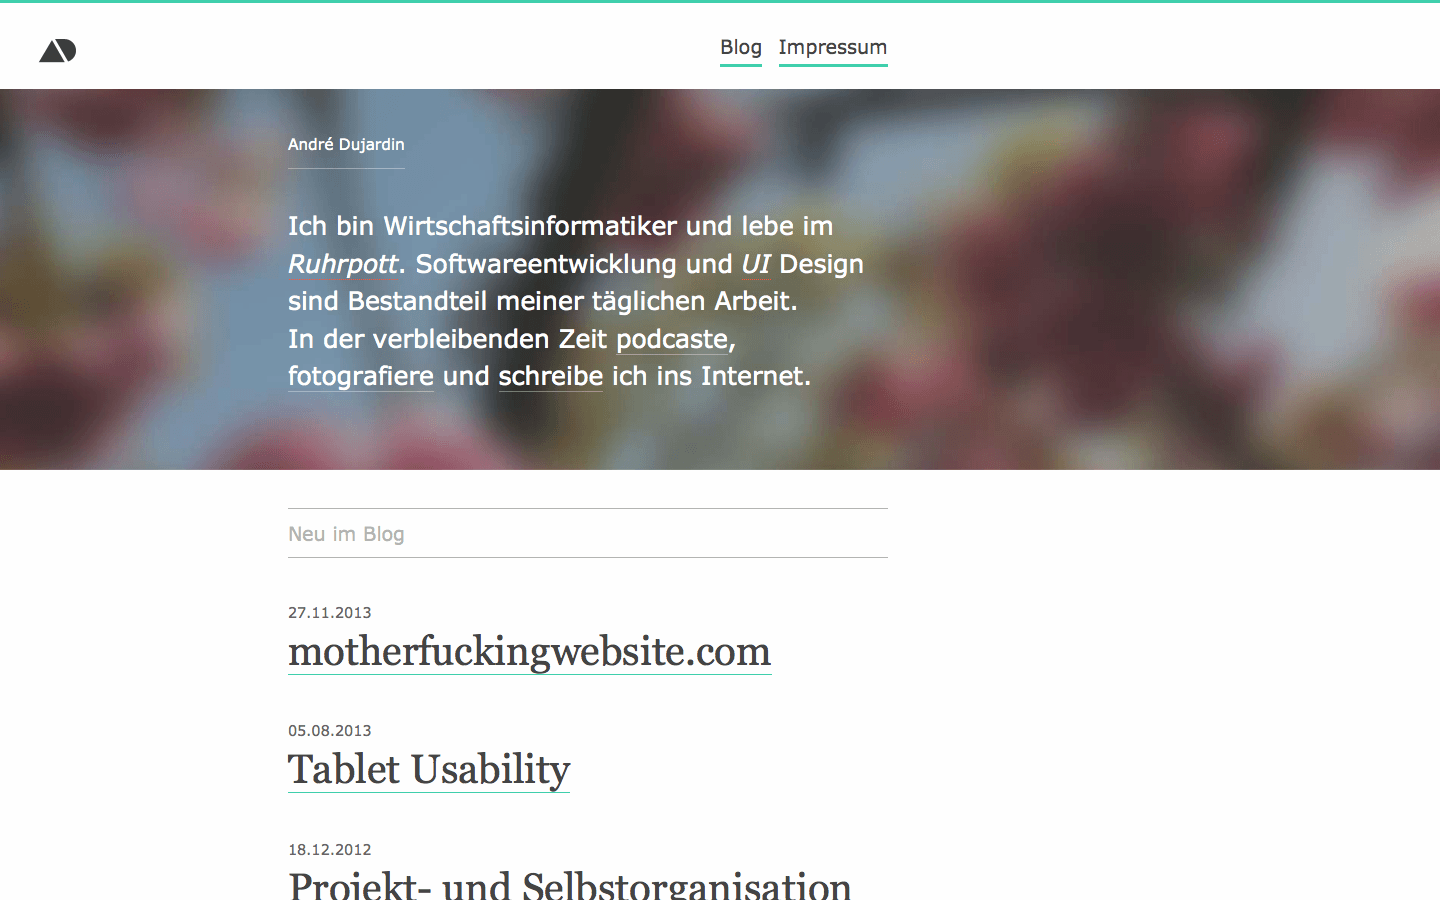 Blog Impressum
André Dujardin
Ich bin Wirtschaftsinformatiker und lebe im
Ruhrpott. Softwareentwicklung und UI Design
sind Bestandteil meiner täglichen Arbeit.
In der verbleibenden Zeit podcaste,
fotografiere und schreibe ich ins Internet.
Neu im Blog
27.11.2013
motherfuckingwebsite.com
05.08.2013
Tablet Usability
18.12.2012
Projekt- und Selbstorganisation